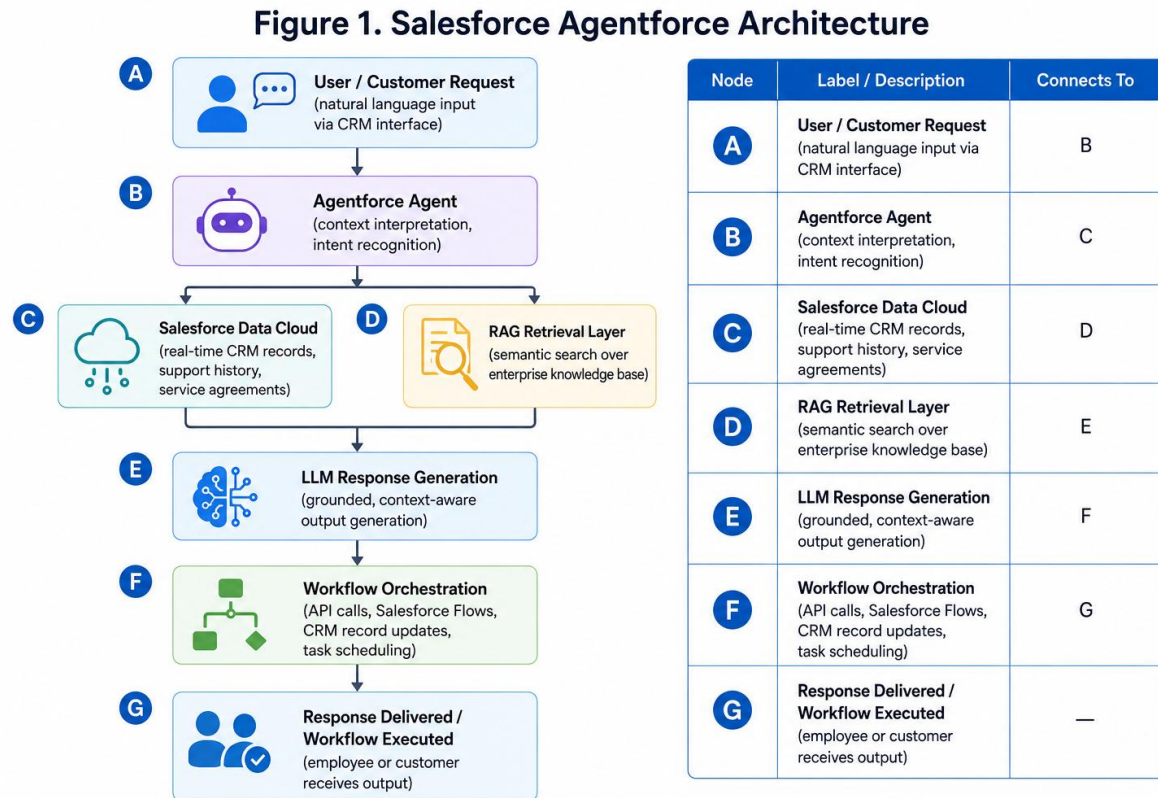 Figure 1. Salesforce Agentforce Architecture
A
User / Customer Request
(natural language input
via CRM interface)
B
Agentforce Agent
(context interpretation,
intent recognition)
C
Salesforce Data Cloud
(real-time CRM records,
support history,
service agreements)
D
RAG Retrieval Layer
(semantic search over
enterprise knowledge base)
E
LLM Response Generation
(grounded, context-aware
output generation)
F
Workflow Orchestration
(API calls, Salesforce Flows,
CRM record updates,
task scheduling)
G
Response Delivered /
Workflow Executed
(employee or customer
receives output)
Node
Label / Description
Connects To
A
User / Customer Request
(natural language input via
CRM interface)
B
B
Agentforce Agent
(context interpretation,
intent recognition)
C
C
Salesforce Data Cloud
(real-time CRM records,
support history, service
agreements)
D
D
RAG Retrieval Layer
(semantic search over
enterprise knowledge base)
E
E
LLM Response Generation
(grounded, context-aware
output generation)
F
F
Workflow Orchestration
(API calls, Salesforce Flows,
CRM record updates,
task scheduling)
G
G
Response Delivered /
Workflow Executed
(employee or customer
receives output)
—